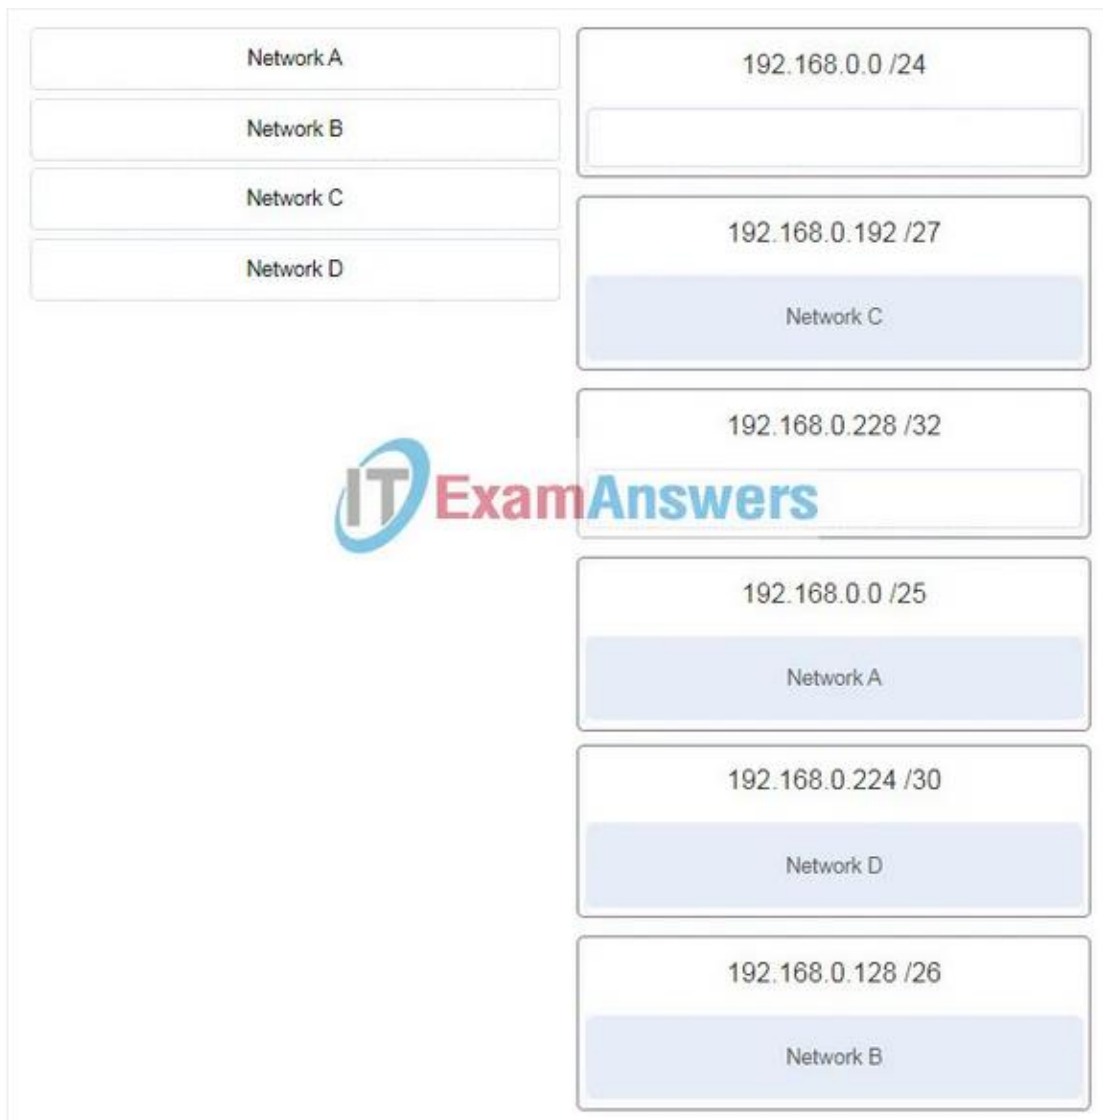 Network A
Network B
Network C
Network D
192.168.0.0 /24
192.168.0.192 /27
Network C
192.168.0.228 /32
ITExamAnswers
192.168.0.0 /25
Network A
192.168.0.224 /30
Network D
192.168.0.128 /26
Network B